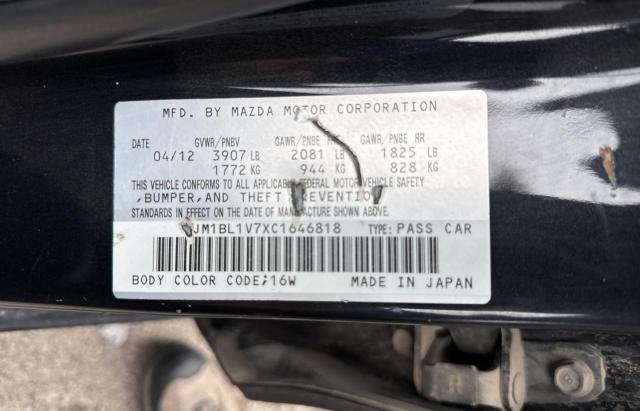 MFD. BY MAZDA MOTOR CORPORATION
DATE GVWR/PNBV GAWR/PNBE GAWR/PNBE RR
04/12 3907 LB 2081 LB 1825 LB
1772 KG 944 KG 828 KG
THIS VEHICLE CONFORMS TO ALL APPLICABLE FEDERAL MOTOR VEHICLE SAFETY
,BUMPER,AND THEFT PREVENTION
STANDARDS IN EFFECT ON THE DATE OF MANUFACTURE SHOWN ABOVE.
JM1BL1V7XC1646818 TYPE: PASS CAR
BODY COLOR CODE;16W MADE IN JAPAN